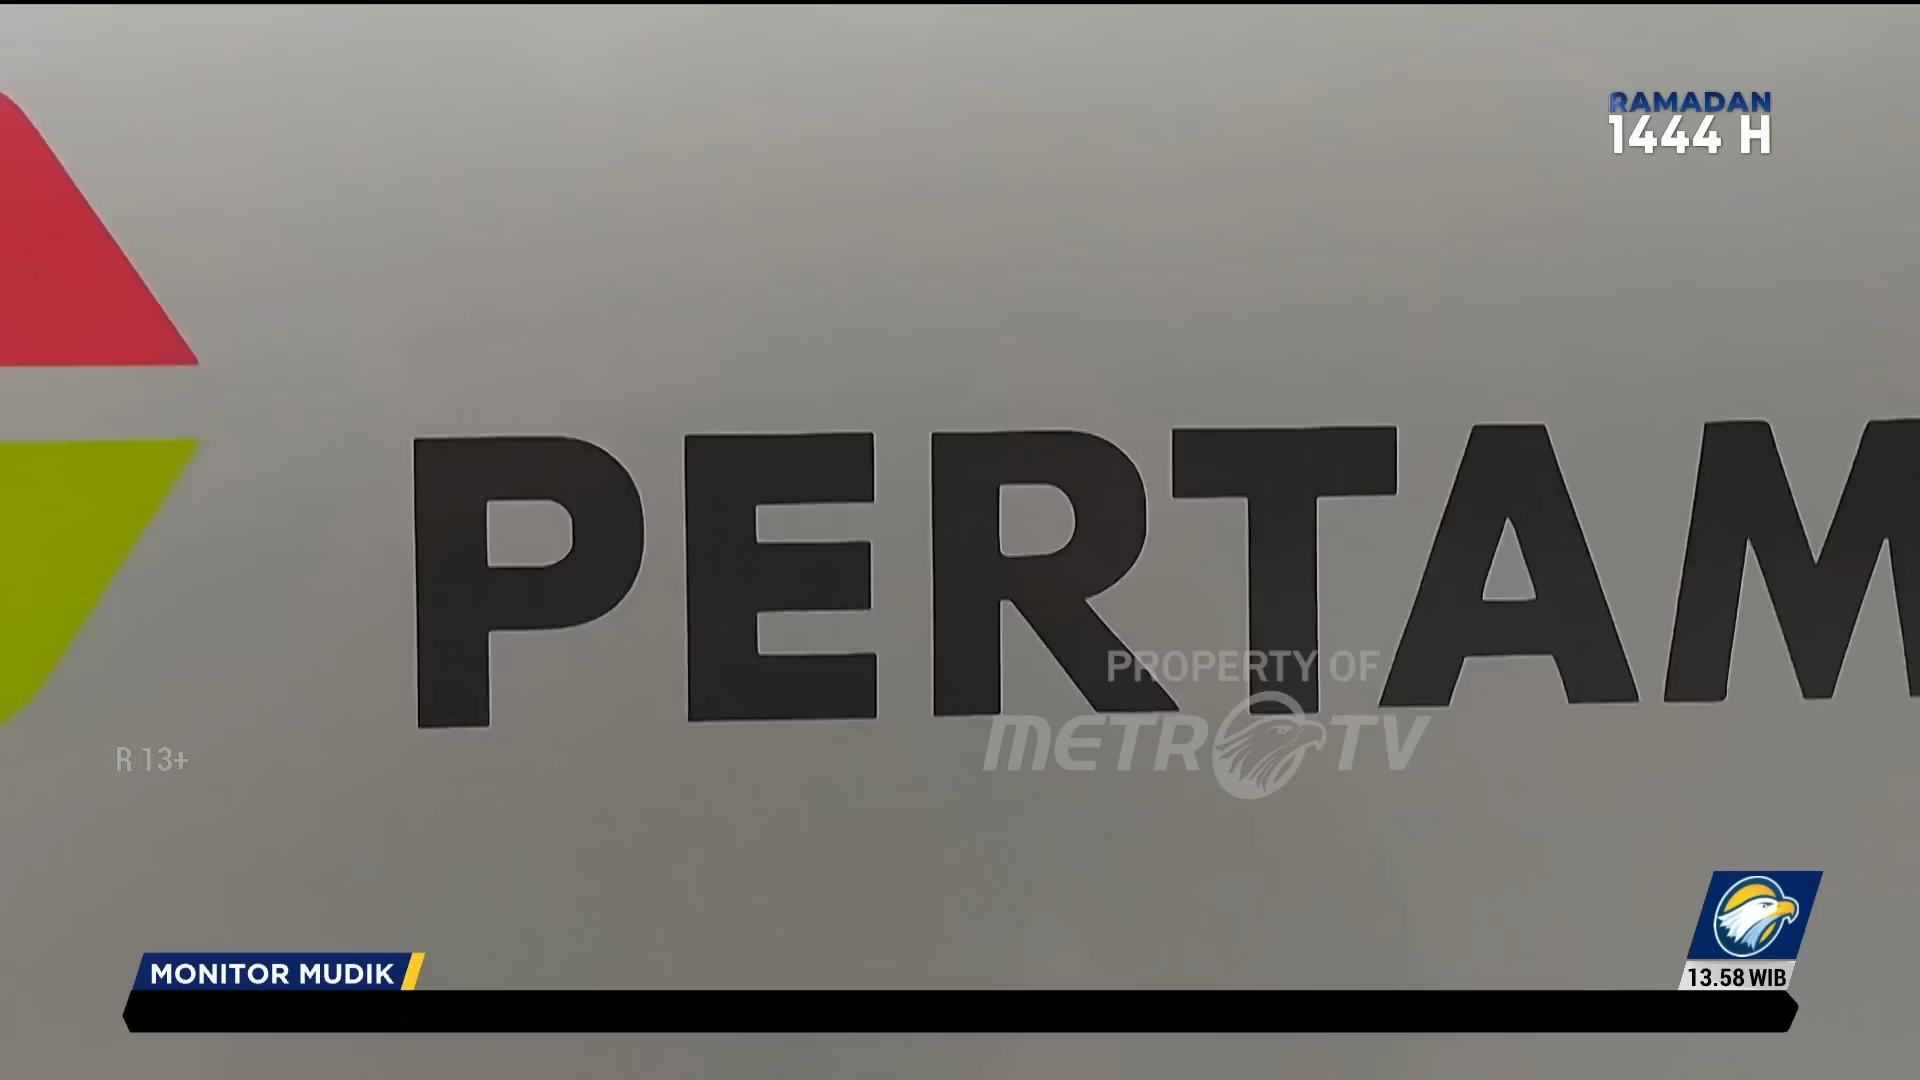 RAMADAN
1444 H
PERTAM
PROPERTY OF
METRO TV
R 13+
MONITOR MUDIK
13.58 WIB